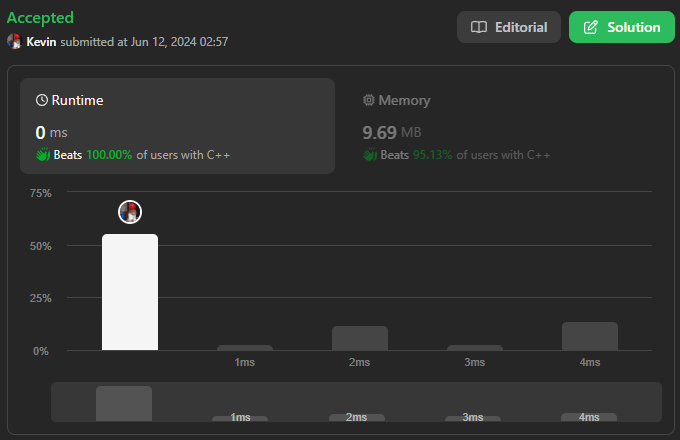 Accepted
Editorial
Solution
Kevin submitted at Jun 12, 2024 02:57
Runtime
Memory
0 ms
9.69 MB
Beats 100.00% of users with C++
Beats 95.13% of users with C++
75%
50%
25%
0%
1ms
2ms
3ms
4ms
1ms
2ms
3ms
4ms